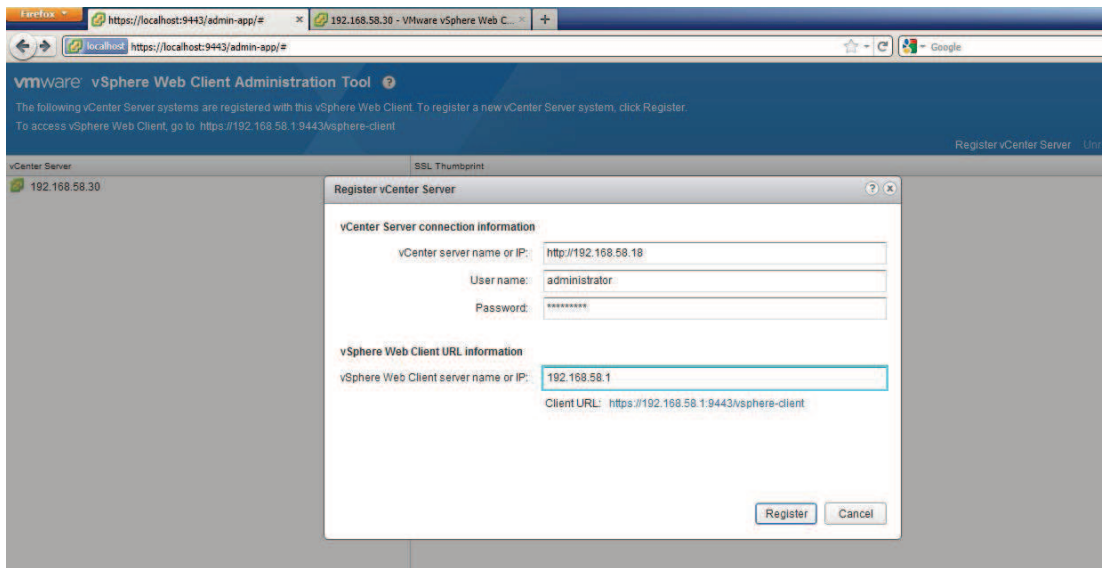 Firefox
https://localhost:9443/admin-app/#
192.168.58.30 - VMware vSphere Web C...
localhost https://localhost:9443/admin-app/#
Google
vmware vSphere Web Client Administration Tool
The following vCenter Server systems are registered with this vSphere Web Client. To register a new vCenter Server system, click Register.
To access vSphere Web Client, go to https://192.168.58.1:9443/vsphere-client
Register vCenter Server
vCenter Server SSL Thumbprint
192.168.58.30
Register vCenter Server
vCenter Server connection information
vCenter server name or IP: http://192.168.58.18
User name: administrator
Password: *********
vSphere Web Client URL information
vSphere Web Client server name or IP: 192.168.58.1
Client URL: https://192.168.58.1:9443/vsphere-client
Register Cancel